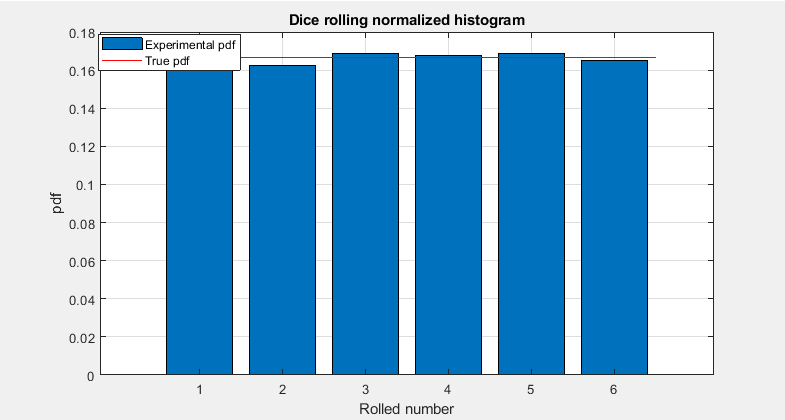 Dice rolling normalized histogram
Experimental pdf
True pdf
0.18
0.16
0.14
0.12
0.1
0.08
0.06
0.04
0.02
0
pdf
1 2 3 4 5 6
Rolled number